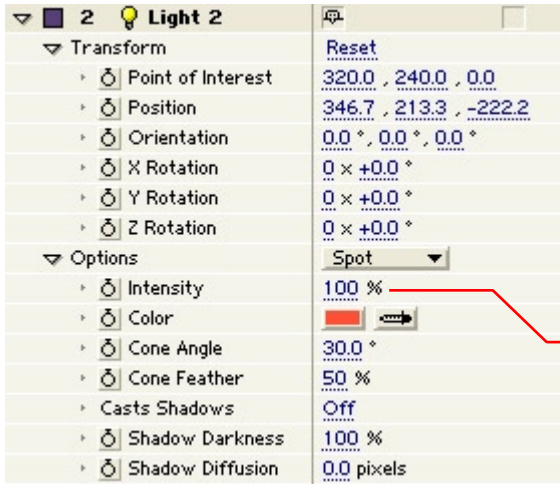 2 Light 2
Transform Reset
Point of Interest 320.0 , 240.0 , 0.0
Position 346.7 , 213.3 , -222.2
Orientation 0.0 °, 0.0 °, 0.0 °
X Rotation 0 × +0.0 °
Y Rotation 0 × +0.0 °
Z Rotation 0 × +0.0 °
Options Spot
Intensity 100 %
Color
Cone Angle 30.0 °
Cone Feather 50 %
Casts Shadows Off
Shadow Darkness 100 %
Shadow Diffusion 0.0 pixels